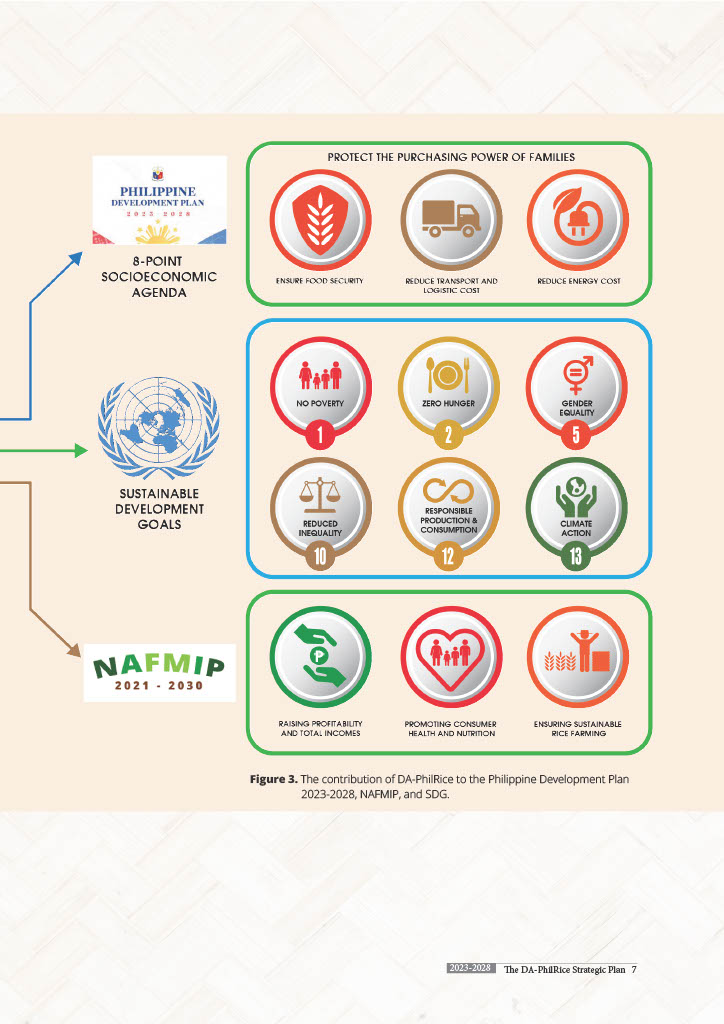 PHILIPPINE
DEVELOPMENT PLAN
2023 - 2028
8-POINT
SOCIOECONOMIC
AGENDA
PROTECT THE PURCHASING POWER OF FAMILIES
ENSURE FOOD SECURITY
REDUCE TRANSPORT AND
LOGISTIC COST
REDUCE ENERGY COST
SUSTAINABLE
DEVELOPMENT
GOALS
NO POVERTY
1
ZERO HUNGER
2
GENDER
EQUALITY
5
REDUCED
INEQUALITY
10
RESPONSIBLE
PRODUCTION &
CONSUMPTION
12
CLIMATE
ACTION
13
NAFMIP
2021 - 2030
RAISING PROFITABILITY
AND TOTAL INCOMES
PROMOTING CONSUMER
HEALTH AND NUTRITION
ENSURING SUSTAINABLE
RICE FARMING
Figure 3. The contribution of DA-PhilRice to the Philippine Development Plan
2023-2028, NAFMIP, and SDG.
2023-2028 The DA-PhilRice Strategic Plan 7